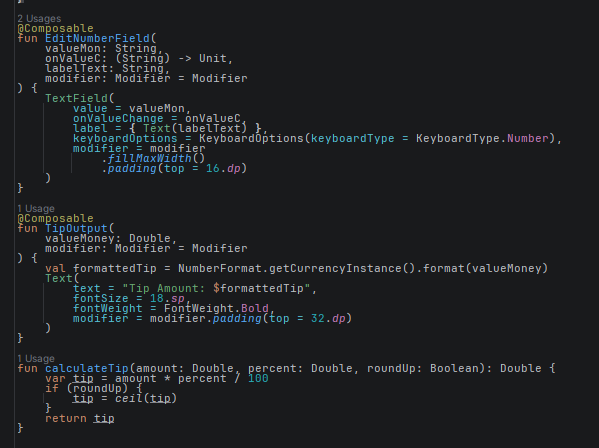 2 Usages
@Composable
fun EditNumberField(
    valueMon: String,
    onValueC: (String) -> Unit,
    labelText: String,
    modifier: Modifier = Modifier
) {
    TextField(
        value = valueMon,
        onValueChange = onValueC,
        label = { Text(labelText) },
        keyboardOptions = KeyboardOptions(keyboardType = KeyboardType.Number),
        modifier = modifier
            .fillMaxWidth()
            .padding(top = 16.dp)
    )
}
1 Usage
@Composable
fun TipOutput(
    valueMoney: Double,
    modifier: Modifier = Modifier
) {
    val formattedTip = NumberFormat.getCurrencyInstance().format(valueMoney)
    Text(
        text = "Tip Amount: $formattedTip",
        fontSize = 18.sp,
        fontWeight = FontWeight.Bold,
        modifier = modifier.padding(top = 32.dp)
    )
}
1 Usage
fun calculateTip(amount: Double, percent: Double, roundUp: Boolean): Double {
    var tip = amount * percent / 100
    if (roundUp) {
        tip = ceil(tip)
    }
    return tip
}